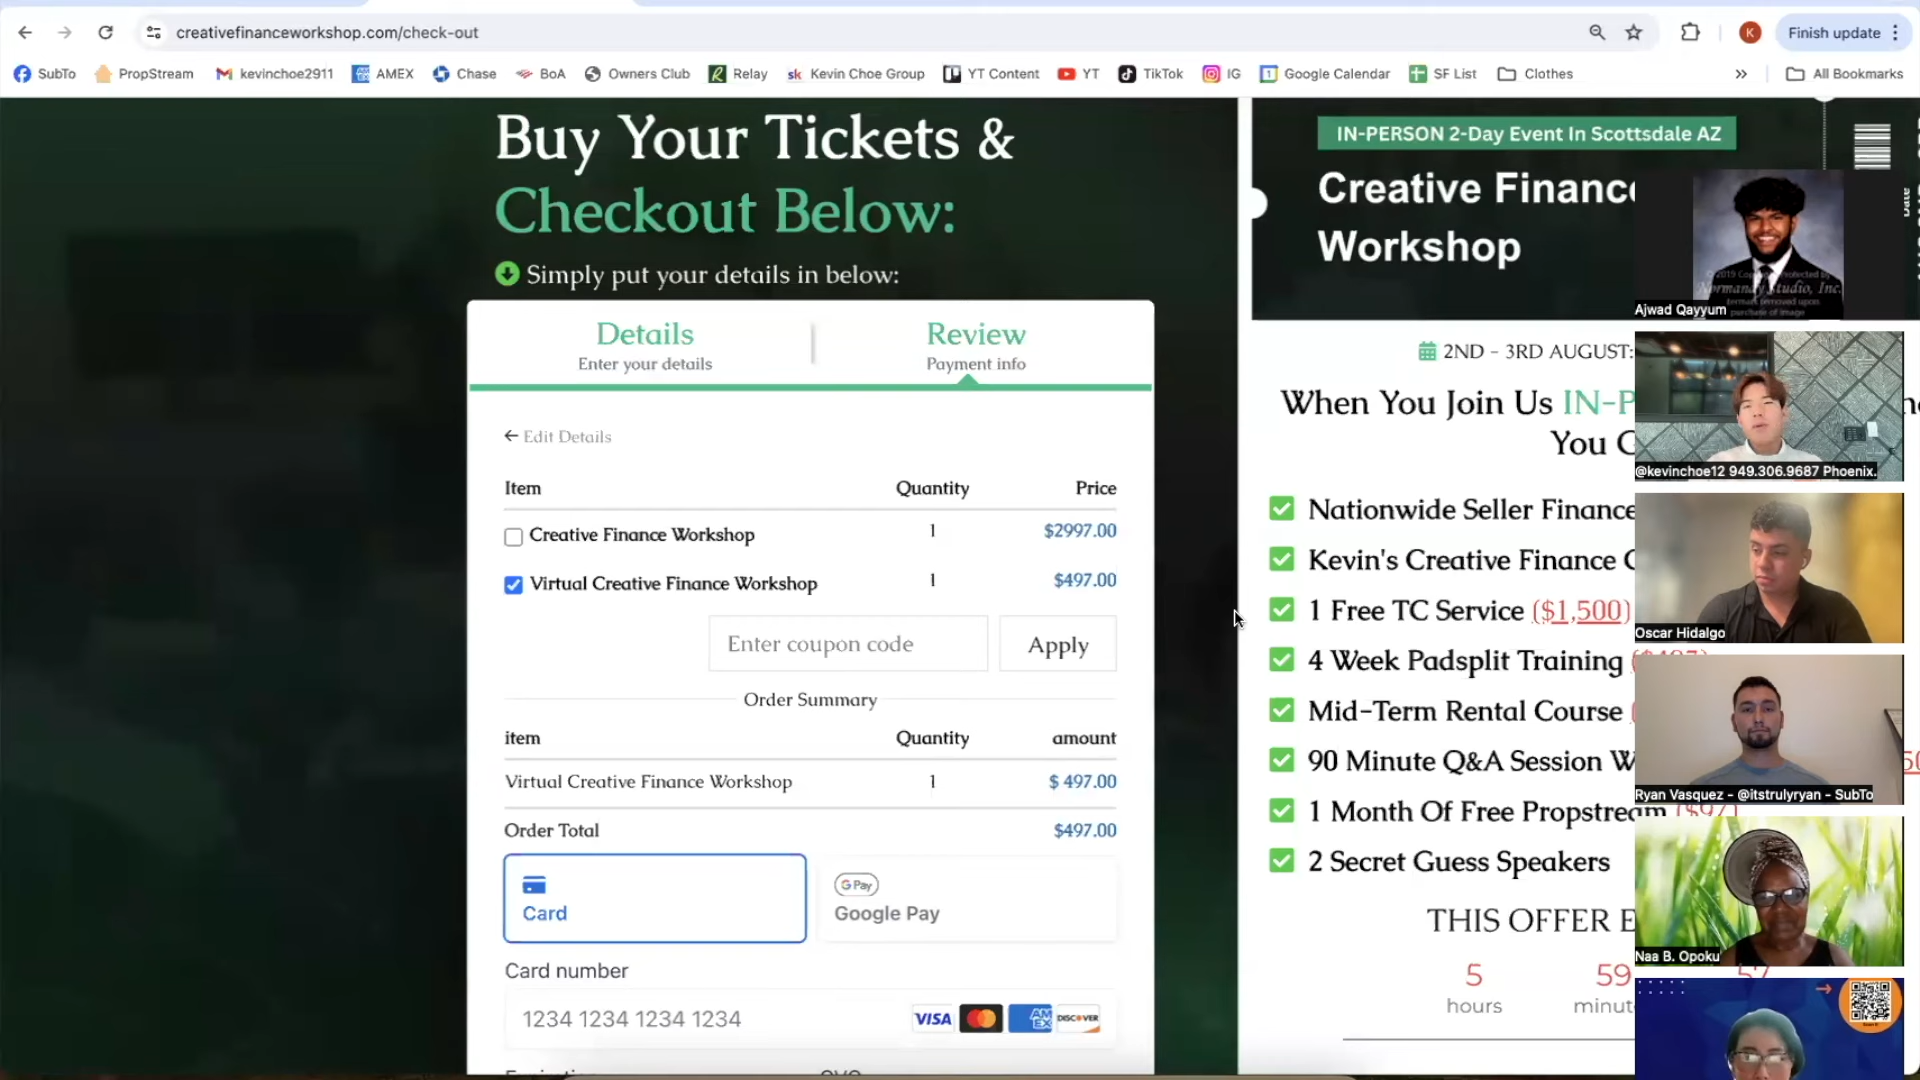 creativefinanceworkshop.com/check-out
K
Finish update
SubTo
PropStream
kevinchoe2911
AMEX
Chase
BoA
Owners Club
Relay
sk Kevin Choe Group
YT Content
YT
TikTok
IG
Google Calendar
SF List
Clothes
All Bookmarks
Buy Your Tickets &
Checkout Below:
Simply put your details in below:
Details
Enter your details
Review
Payment info
Edit Details
Item Quantity Price
Creative Finance Workshop 1 $2997.00
Virtual Creative Finance Workshop 1 $497.00
Enter coupon code
Apply
Order Summary
item Quantity amount
Virtual Creative Finance Workshop 1 $ 497.00
Order Total $497.00
Card
G Pay
Google Pay
Card number
1234 1234 1234 1234
VISA
AM EX
DISCOVER
IN-PERSON 2-Day Event In Scottsdale AZ
Creative Finance
Workshop
2ND - 3RD AUGUST:
When You Join Us IN-P
You
Nationwide Seller Finance
Kevin's Creative Finance
1 Free TC Service ($1,500)
4 Week Padsplit Training
Mid-Term Rental Course
90 Minute Q&A Session W
1 Month Of Free Propstream ($97)
2 Secret Guess Speakers
THIS OFFER E
5 59 57
hours minut
Ajwad Qayyum
@kevinchoe12 949.306.9687 Phoenix.
Oscar Hidalgo
Ryan Vasquez - @itstrulyryan - SubTo
Naa B. Opoku